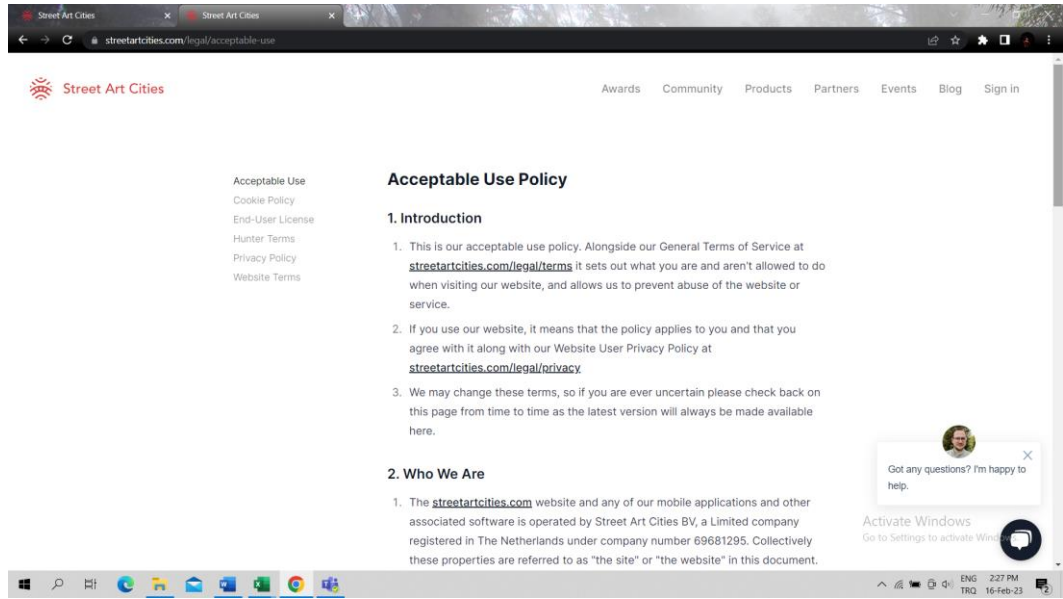 Street Art Cities
Street Art Cities
streetartcities.com/legal/acceptable-use
Street Art Cities
Awards Community Products Partners Events Blog Sign in
Acceptable Use
Cookie Policy
End-User License
Hunter Terms
Privacy Policy
Website Terms
Acceptable Use Policy
1. Introduction
1. This is our acceptable use policy. Alongside our General Terms of Service at
streetartcities.com/legal/terms it sets out what you are and aren't allowed to do
when visiting our website, and allows us to prevent abuse of the website or
service.
2. If you use our website, it means that the policy applies to you and that you
agree with it along with our Website User Privacy Policy at
streetartcities.com/legal/privacy
3. We may change these terms, so if you are ever uncertain please check back on
this page from time to time as the latest version will always be made available
here.
2. Who We Are
1. The streetartcities.com website and any of our mobile applications and other
associated software is operated by Street Art Cities BV, a Limited company
registered in The Netherlands under company number 69681295. Collectively
these properties are referred to as "the site" or "the website" in this document.
Got any questions? I'm happy to
help.
Activate Windows
Go to Settings to activate Windows.
ENG 2:27 PM
TRQ 16-Feb-23
2